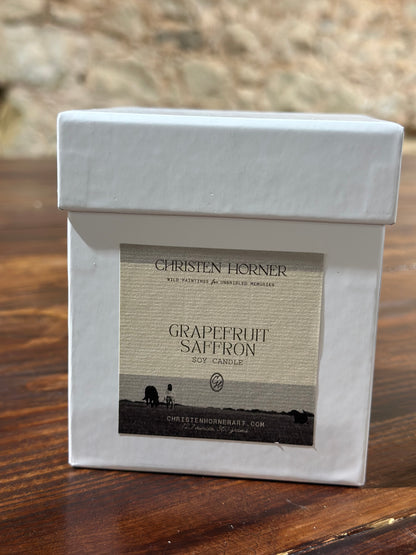 CHRISTEN HORNER
WILD PAINTINGS for UNBRIDLED MEMORIES
GRAPEFRUIT
SAFFRON
SOY CANDLE
CHRISTENHORNERART.COM